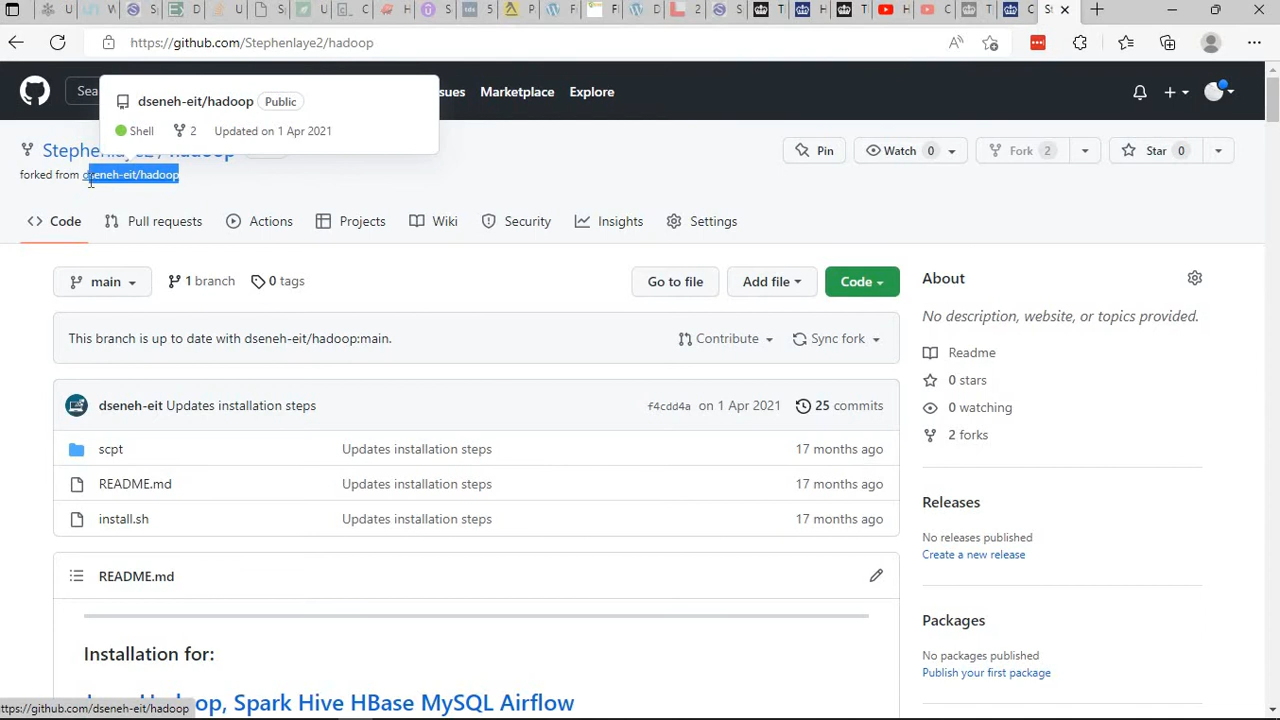 https://github.com/Stephenlaye2/hadoop
Sea
sues
Marketplace
Explore
dseneh-eit/hadoop Public
Shell 2 Updated on 1 Apr 2021
forked from dseneh-eit/hadoop
Pin
Watch 0
Fork 2
Star 0
Code
Pull requests
Actions
Projects
Wiki
Security
Insights
Settings
main
1 branch
0 tags
Go to file
Add file
Code
This branch is up to date with dseneh-eit/hadoop:main.
Contribute
Sync fork
dseneh-eit Updates installation steps
f4cdd4a on 1 Apr 2021
25 commits
scpt Updates installation steps 17 months ago
README.md Updates installation steps 17 months ago
install.sh Updates installation steps 17 months ago
README.md
Installation for:
Hadoop, Spark Hive HBase MySQL Airflow
About
No description, website, or topics provided.
Readme
0 stars
0 watching
2 forks
Releases
No releases published
Create a new release
Packages
No packages published
Publish your first package
ttps://github.com/dseneh-eit/hadoop